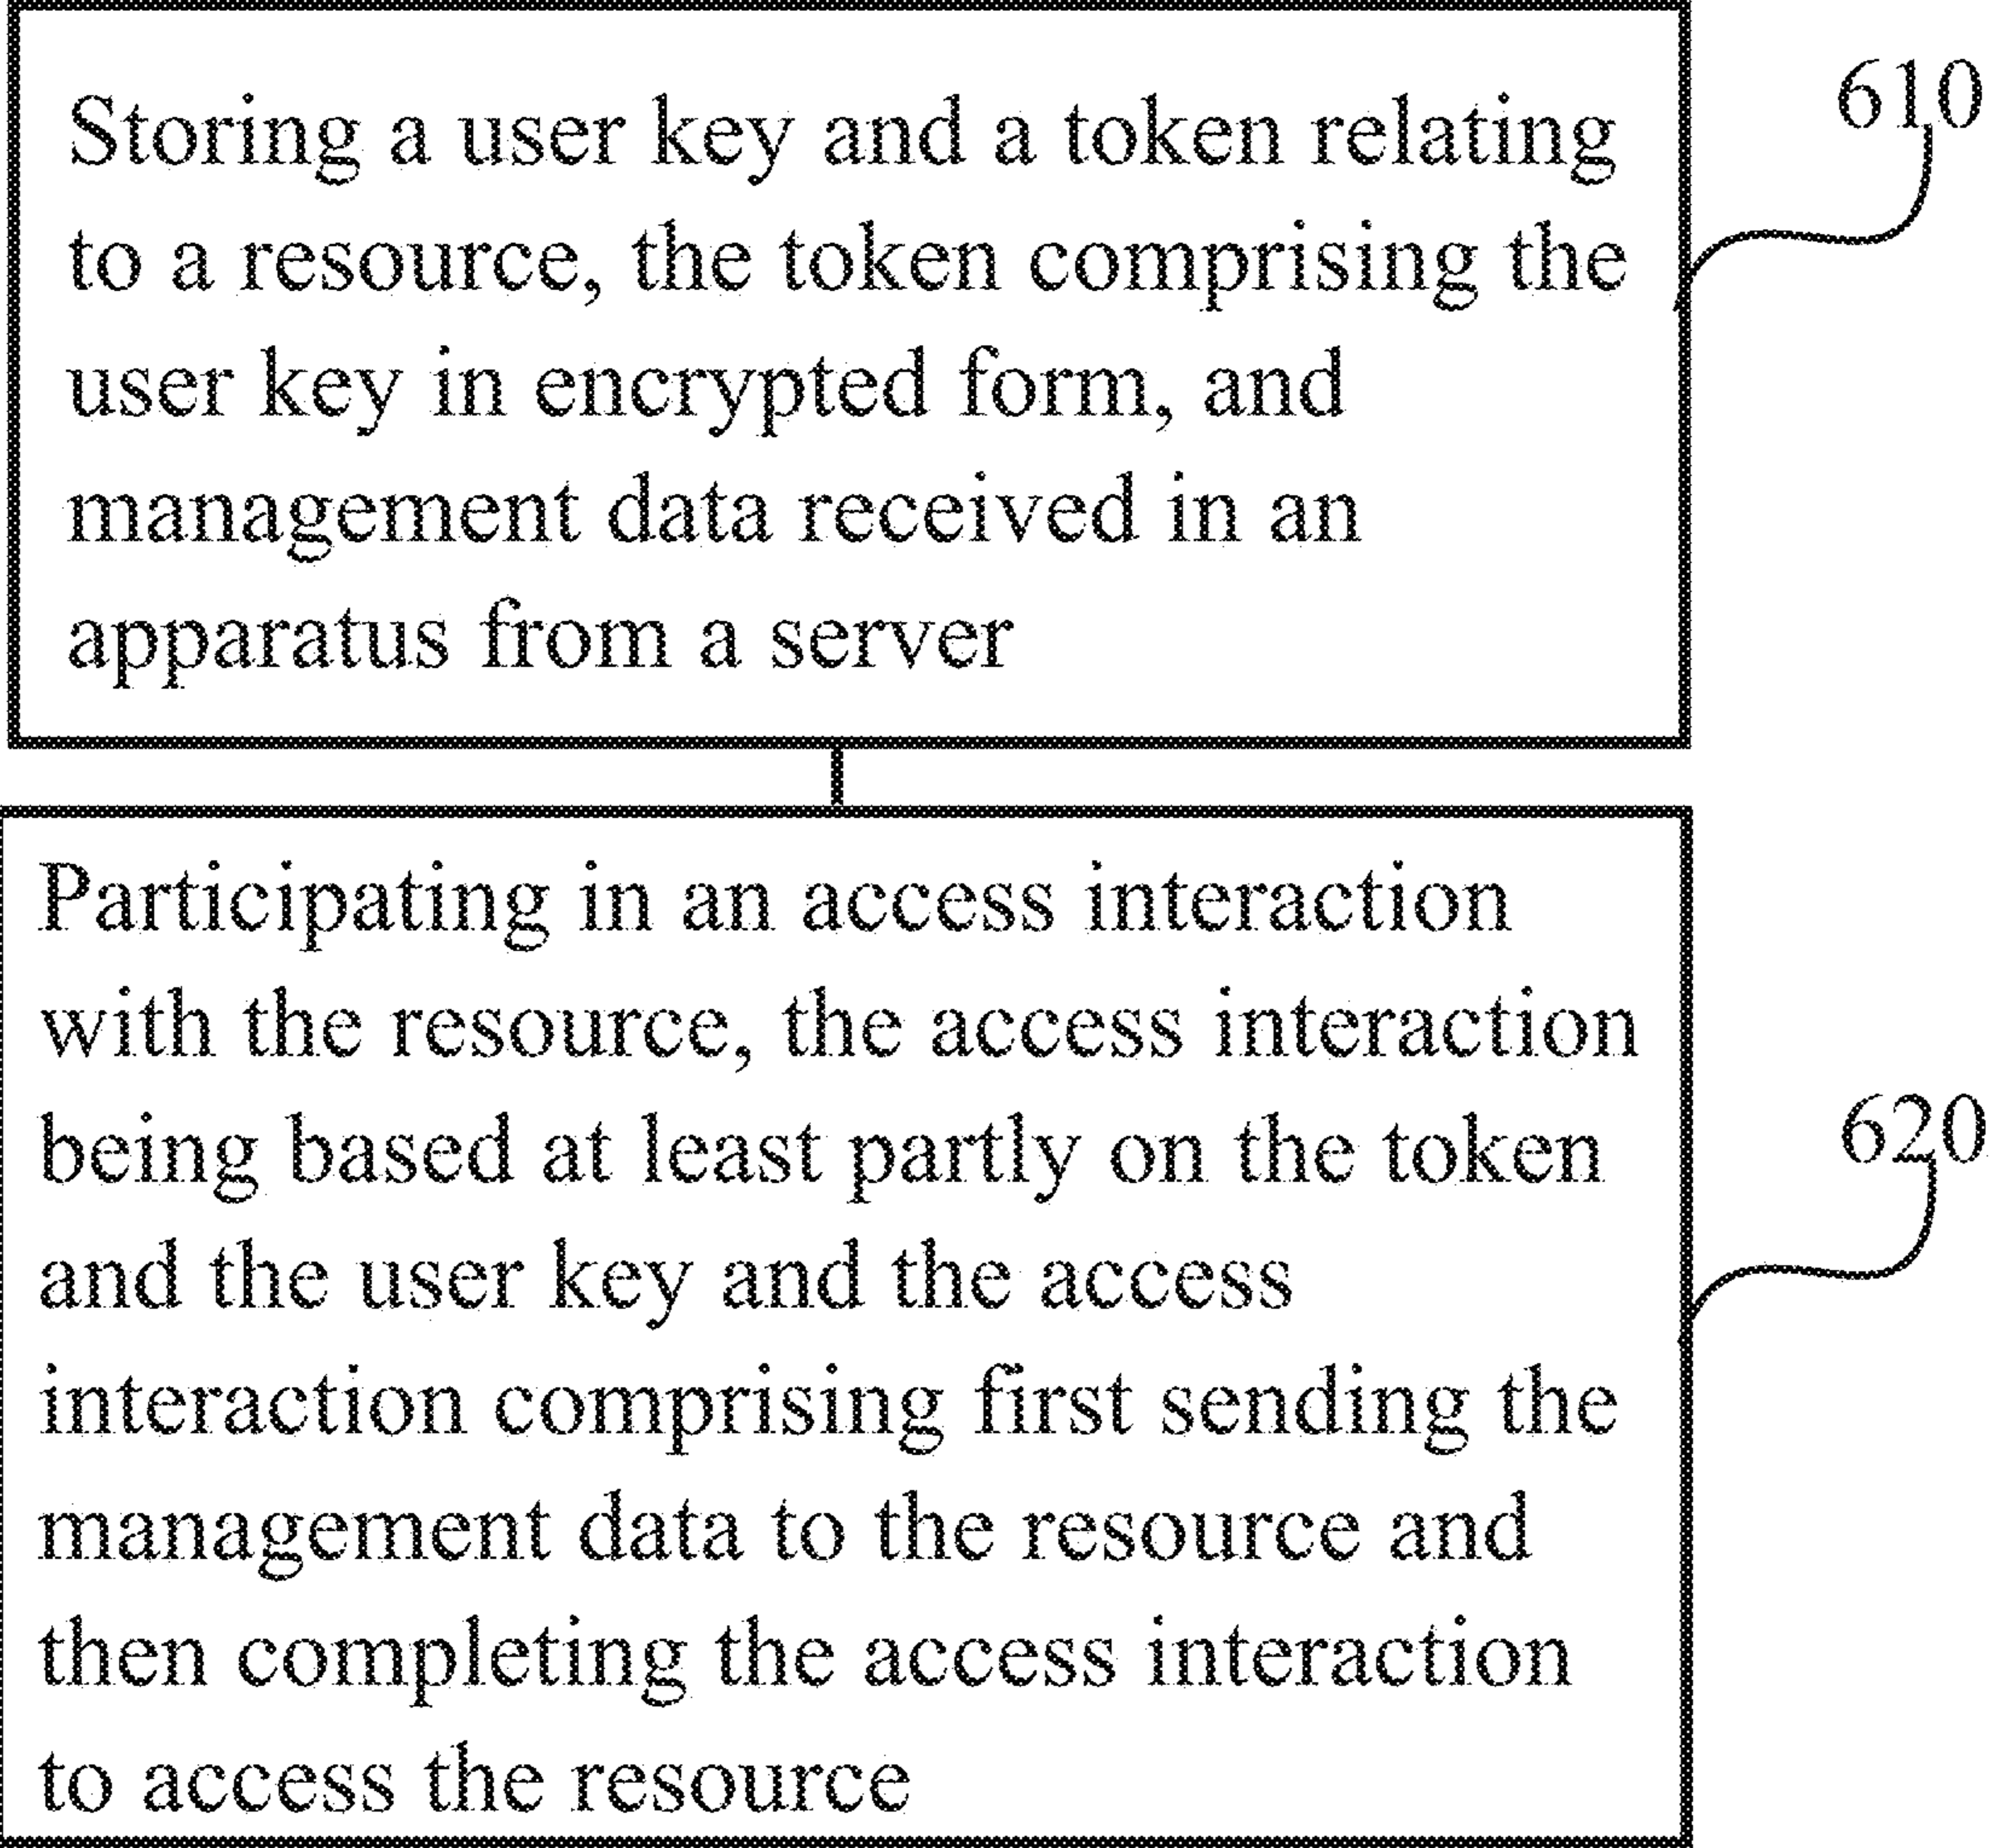 Storing a user key and a token relating
to a resource, the token comprising the
user key in encrypted form, and
management data received in an
apparatus from a server
610
Participating in an access interaction
with the resource, the access interaction
being based at least partly on the token
and the user key and the access
interaction comprising first sending the
management data to the resource and
then completing the access interaction
to access the resource
620